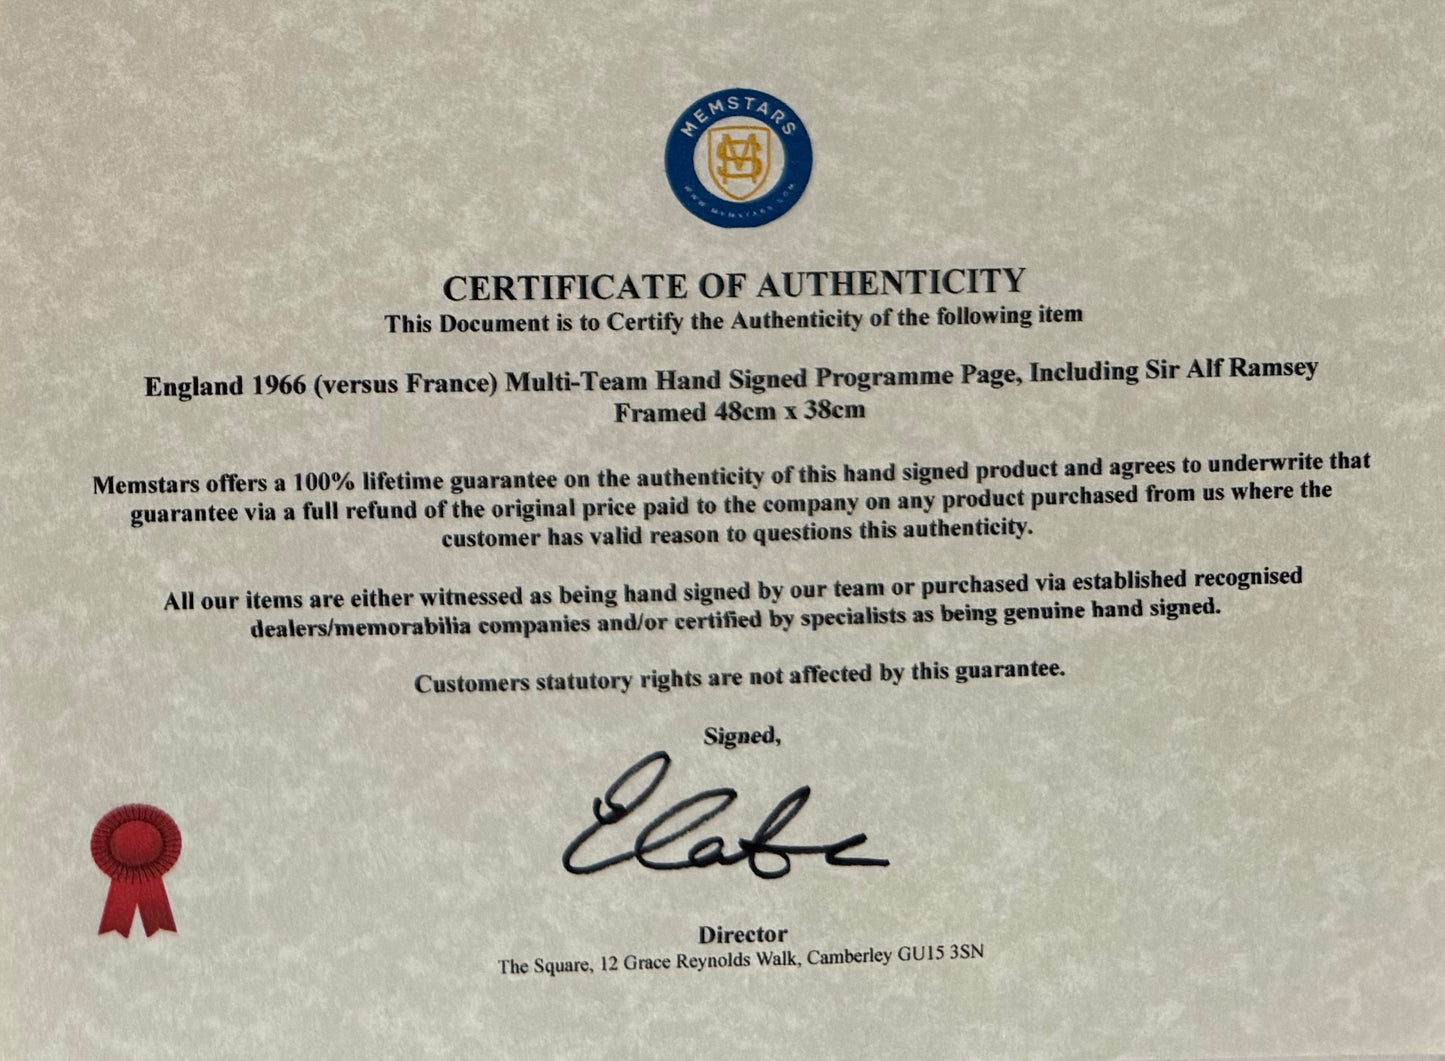 MEMSTARS
WWW.MEMSTARS.COM
CERTIFICATE OF AUTHENTICITY
This Document is to Certify the Authenticity of the following item
England 1966 (versus France) Multi-Team Hand Signed Programme Page, Including Sir Alf Ramsey
Framed 48cm x 38cm
Memstars offers a 100% lifetime guarantee on the authenticity of this hand signed product and agrees to underwrite that
guarantee via a full refund of the original price paid to the company on any product purchased from us where the
customer has valid reason to questions this authenticity.
All our items are either witnessed as being hand signed by our team or purchased via established recognised
dealers/memorabilia companies and/or certified by specialists as being genuine hand signed.
Customers statutory rights are not affected by this guarantee.
Signed,
Director
The Square, 12 Grace Reynolds Walk, Camberley GU15 3SN